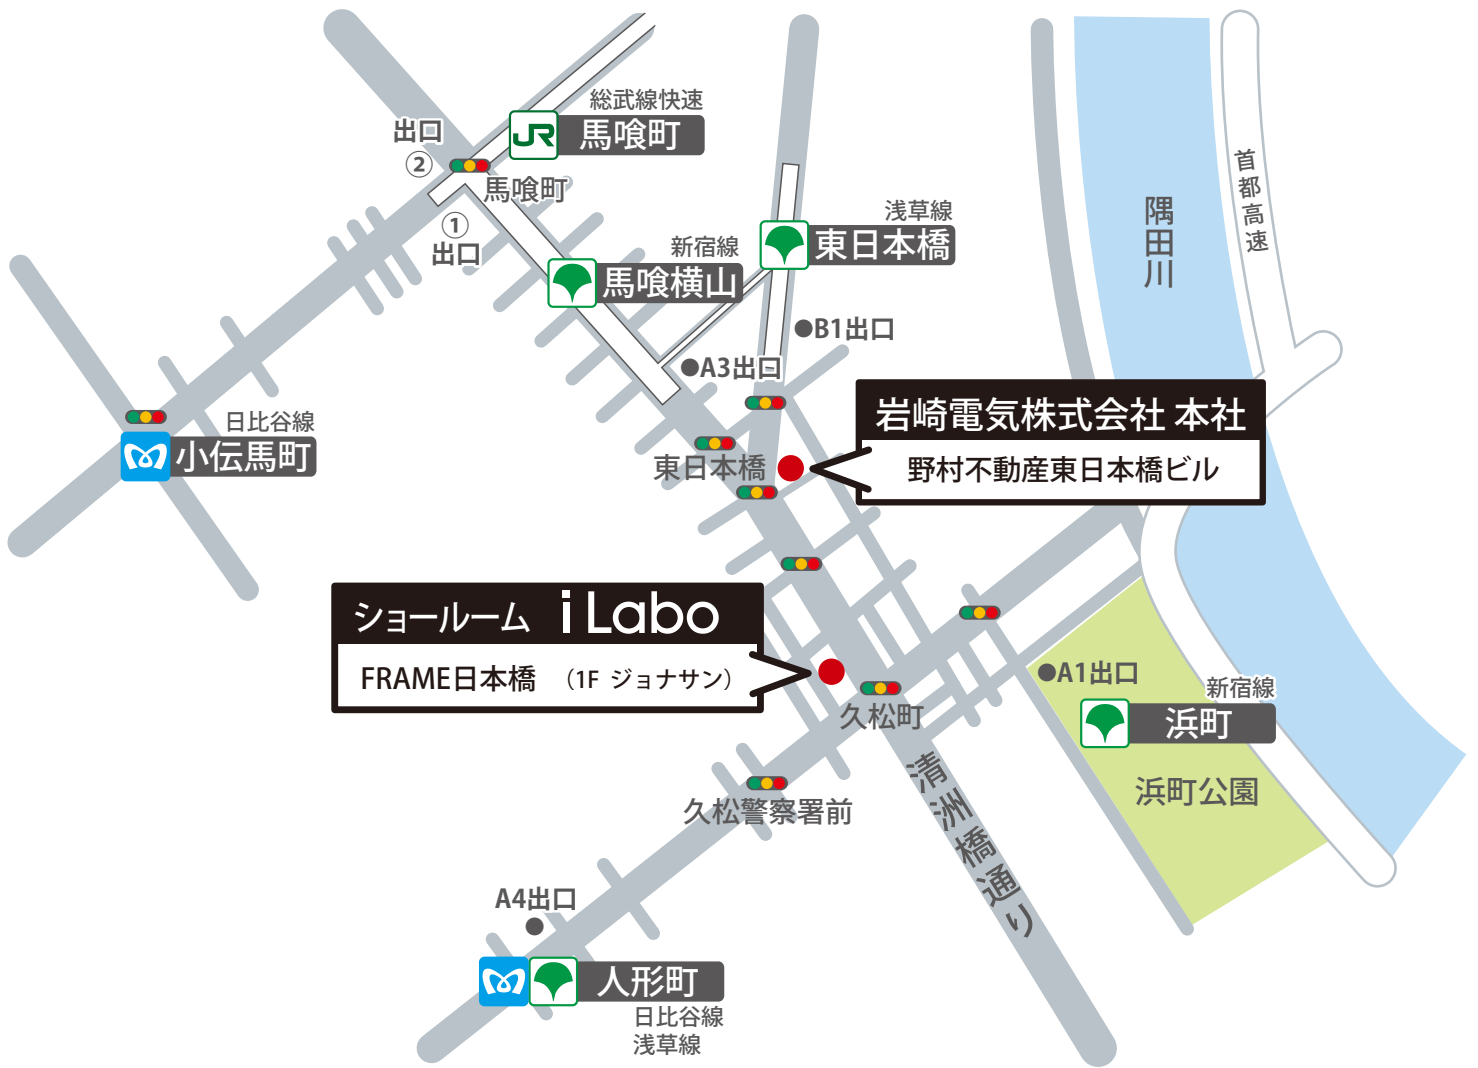 総武線快速
JR
馬喰町
出口
②
馬喰町
①
出口
首都高速
隅田川
浅草線
東日本橋
新宿線
馬喰横山
B1出口
A3出口
岩崎電気株式会社 本社
野村不動産東日本橋ビル
日比谷線
小伝馬町
東日本橋
ショールーム i Labo
FRAME日本橋 (1F ジョナサン)
A1出口
新宿線
浜町
浜町公園
久松町
清洲橋通り
久松警察署前
A4出口
人形町
日比谷線
浅草線